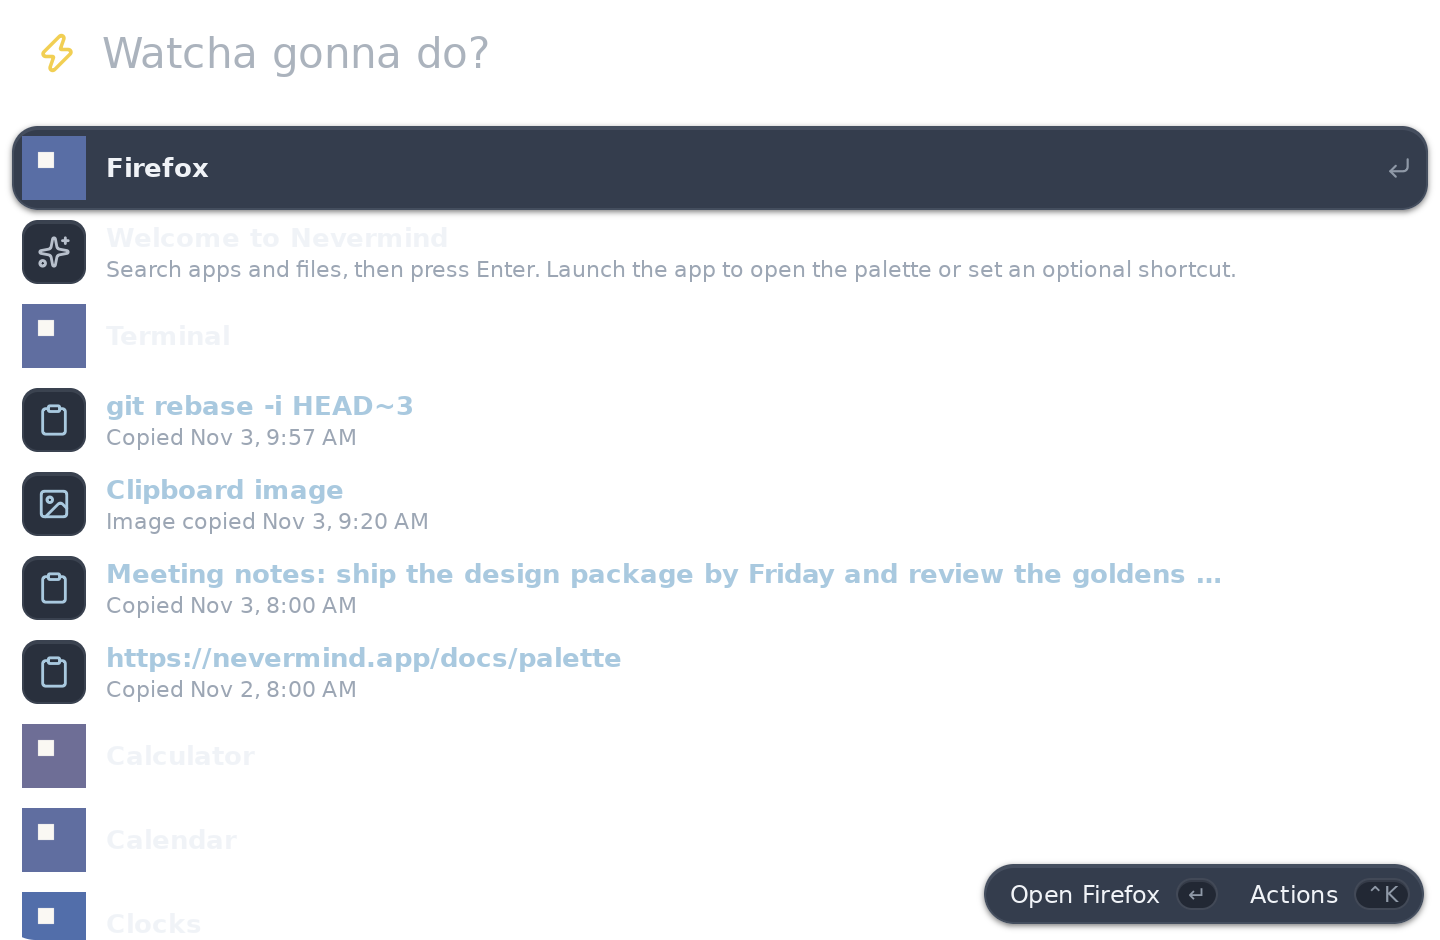 Watcha gonna do?
Firefox
Welcome to Nevermind
Search apps and files, then press Enter. Launch the app to open the palette or set an optional shortcut.
Terminal
git rebase -i HEAD~3
Copied Nov 3, 9:57 AM
Clipboard image
Image copied Nov 3, 9:20 AM
Meeting notes: ship the design package by Friday and review the goldens …
Copied Nov 3, 8:00 AM
https://nevermind.app/docs/palette
Copied Nov 2, 8:00 AM
Calculator
Calendar
Clocks
Open Firefox ↵ Actions ⌃K